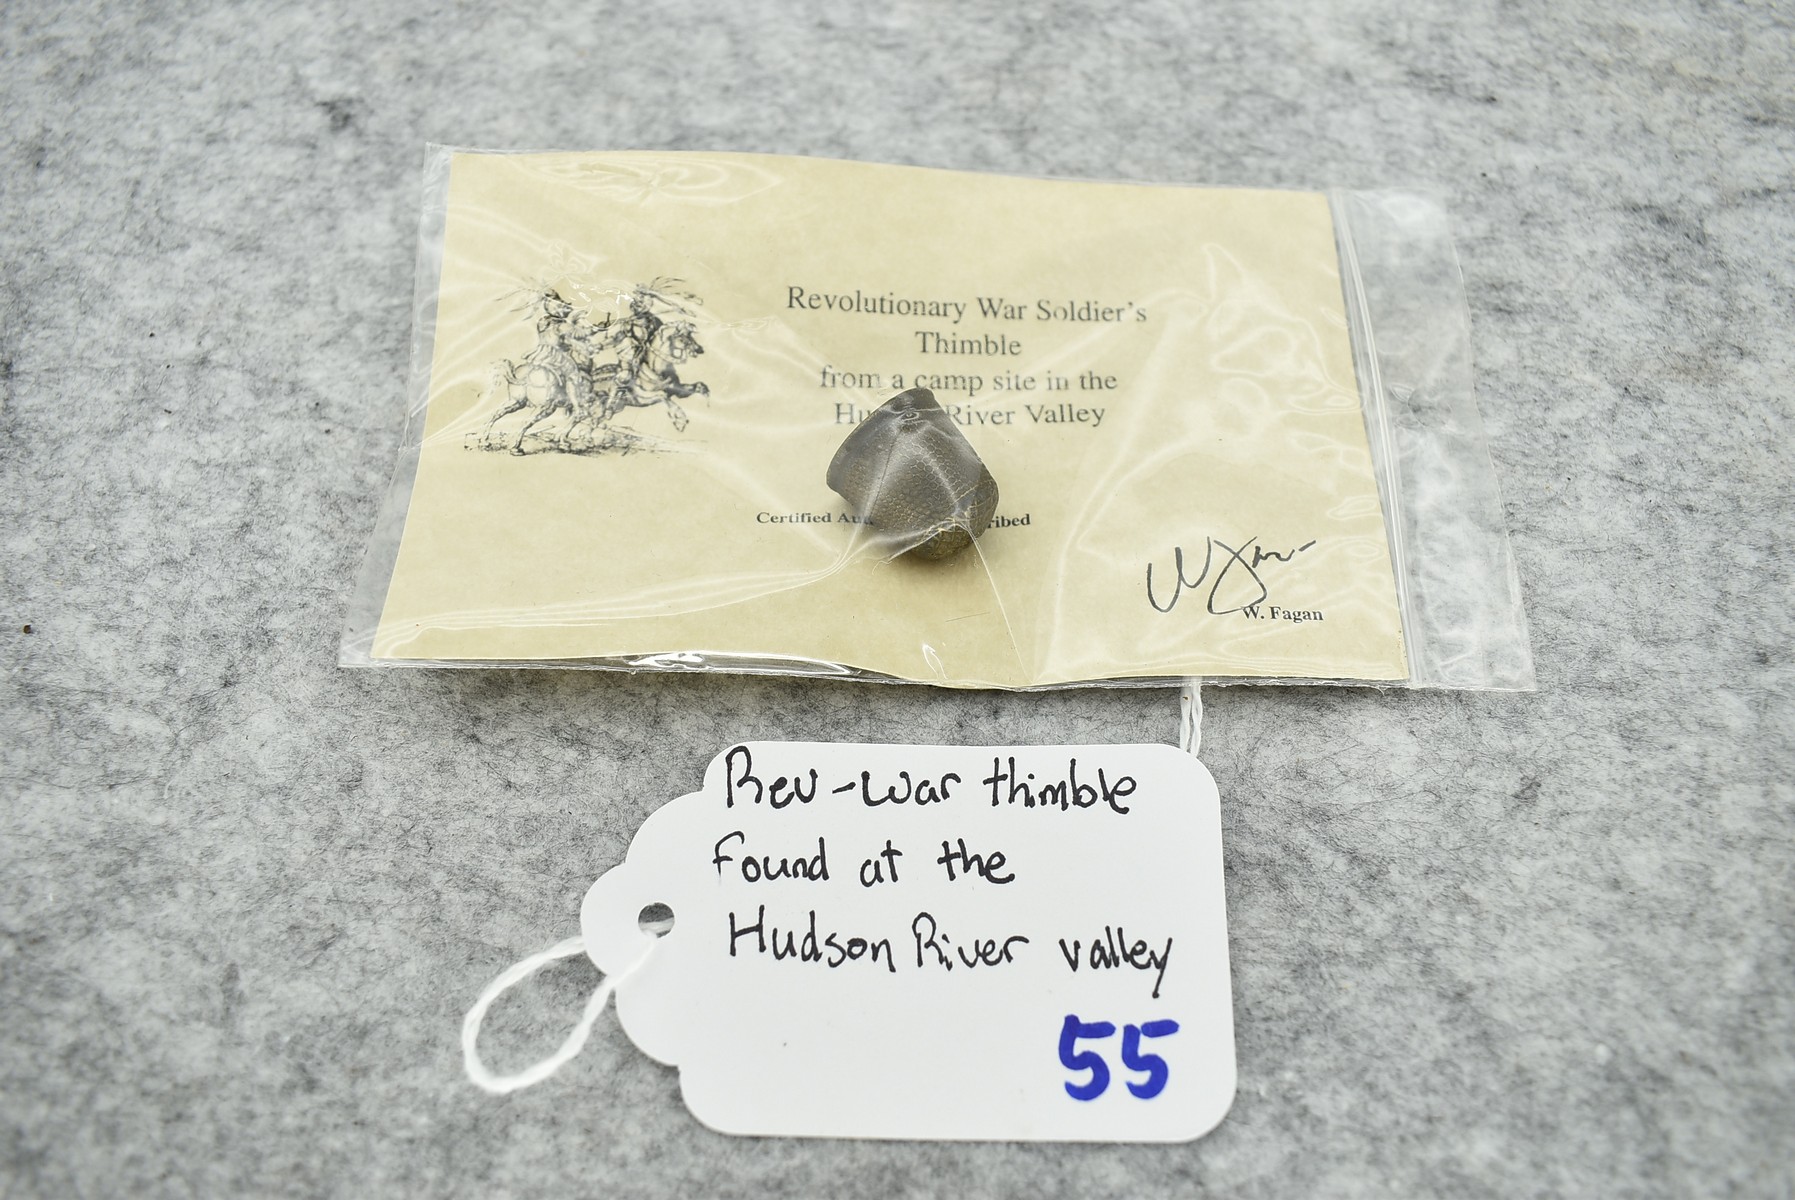 Revolutionary War Soldier's
Thimble
from a camp site in the
River Valley
Certified
W. Fagan
Rev-war thimble
Found at the
Hudson River valley
55